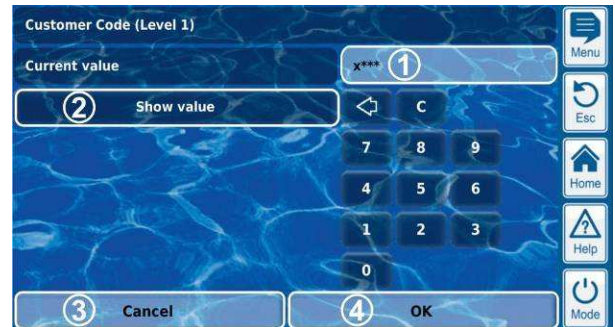 Customer Code (Level 1)
Menu
Current value
x***
1
2
Show value
C
Esc
7 8 9
Home
4 5 6
1 2 3
?
Help
0
3
Cancel
4
OK
Mode